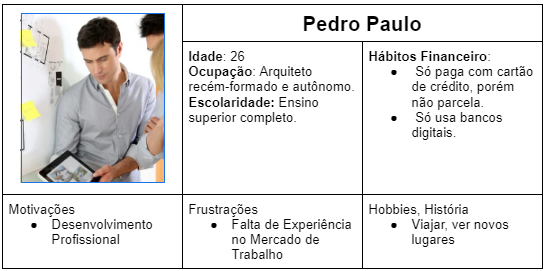 Pedro Paulo
Idade: 26
Ocupação: Arquiteto
recém-formado e autônomo.
Escolaridade: Ensino
superior completo.
Hábitos Financeiro:
● Só paga com cartão
de crédito, porém
não parcela.
● Só usa bancos
digitais.
Motivações
● Desenvolvimento
Profissional
Frustrações
● Falta de Experiência
no Mercado de
Trabalho
Hobbies, História
● Viajar, ver novos
lugares